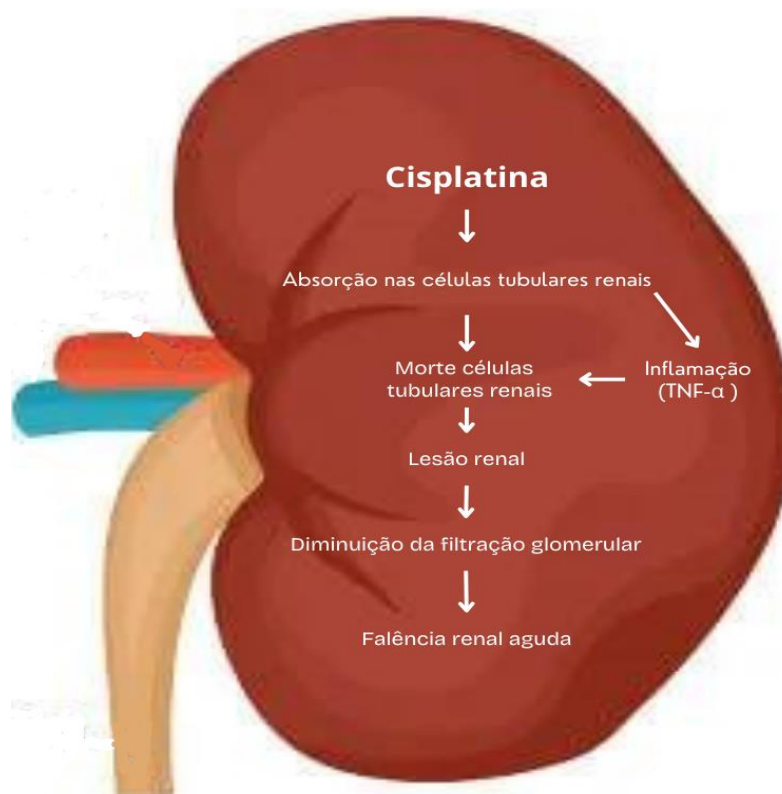 Cisplatina
Absorção nas células tubulares renais
Morte células
tubulares renais
Inflamação
(TNF-α )
Lesão renal
Diminuição da filtração glomerular
Falência renal aguda